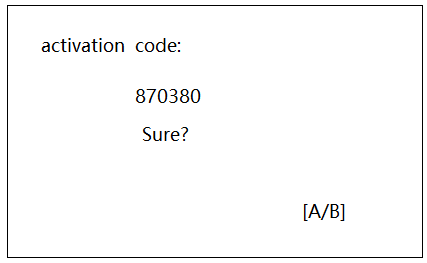 activation code:
870380
Sure?
[A/B]